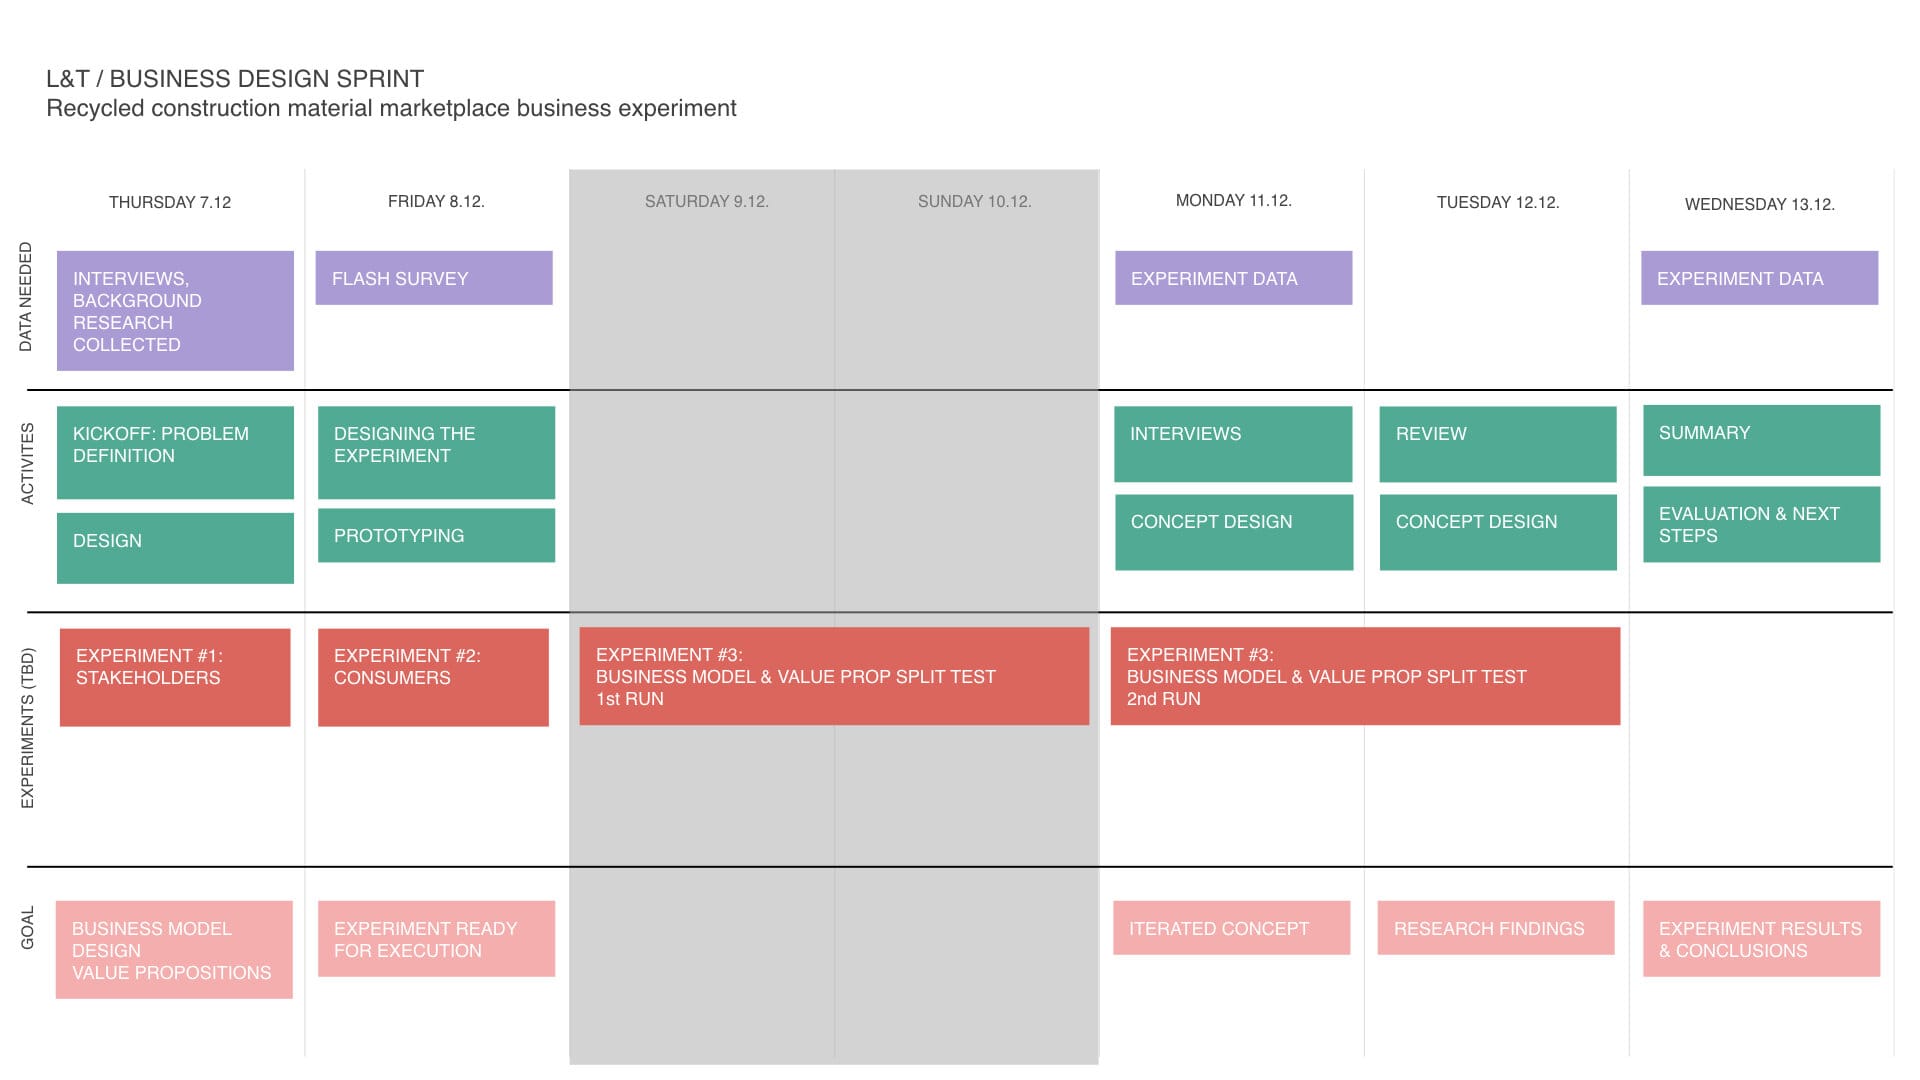 L&T / BUSINESS DESIGN SPRINT
Recycled construction material marketplace business experiment
THURSDAY 7.12
FRIDAY 8.12.
SATURDAY 9.12.
SUNDAY 10.12.
MONDAY 11.12.
TUESDAY 12.12.
WEDNESDAY 13.12.
DATA NEEDED
INTERVIEWS,
BACKGROUND
RESEARCH
COLLECTED
FLASH SURVEY
EXPERIMENT DATA
EXPERIMENT DATA
ACTIVITES
KICKOFF: PROBLEM
DEFINITION
DESIGN
DESIGNING THE
EXPERIMENT
PROTOTYPING
INTERVIEWS
CONCEPT DESIGN
REVIEW
CONCEPT DESIGN
SUMMARY
EVALUATION & NEXT
STEPS
EXPERIMENTS (TBD)
EXPERIMENT #1:
STAKEHOLDERS
EXPERIMENT #2:
CONSUMERS
EXPERIMENT #3:
BUSINESS MODEL & VALUE PROP SPLIT TEST
1st RUN
EXPERIMENT #3:
BUSINESS MODEL & VALUE PROP SPLIT TEST
2nd RUN
GOAL
BUSINESS MODEL
DESIGN
VALUE PROPOSITIONS
EXPERIMENT READY
FOR EXECUTION
ITERATED CONCEPT
RESEARCH FINDINGS
EXPERIMENT RESULTS
& CONCLUSIONS